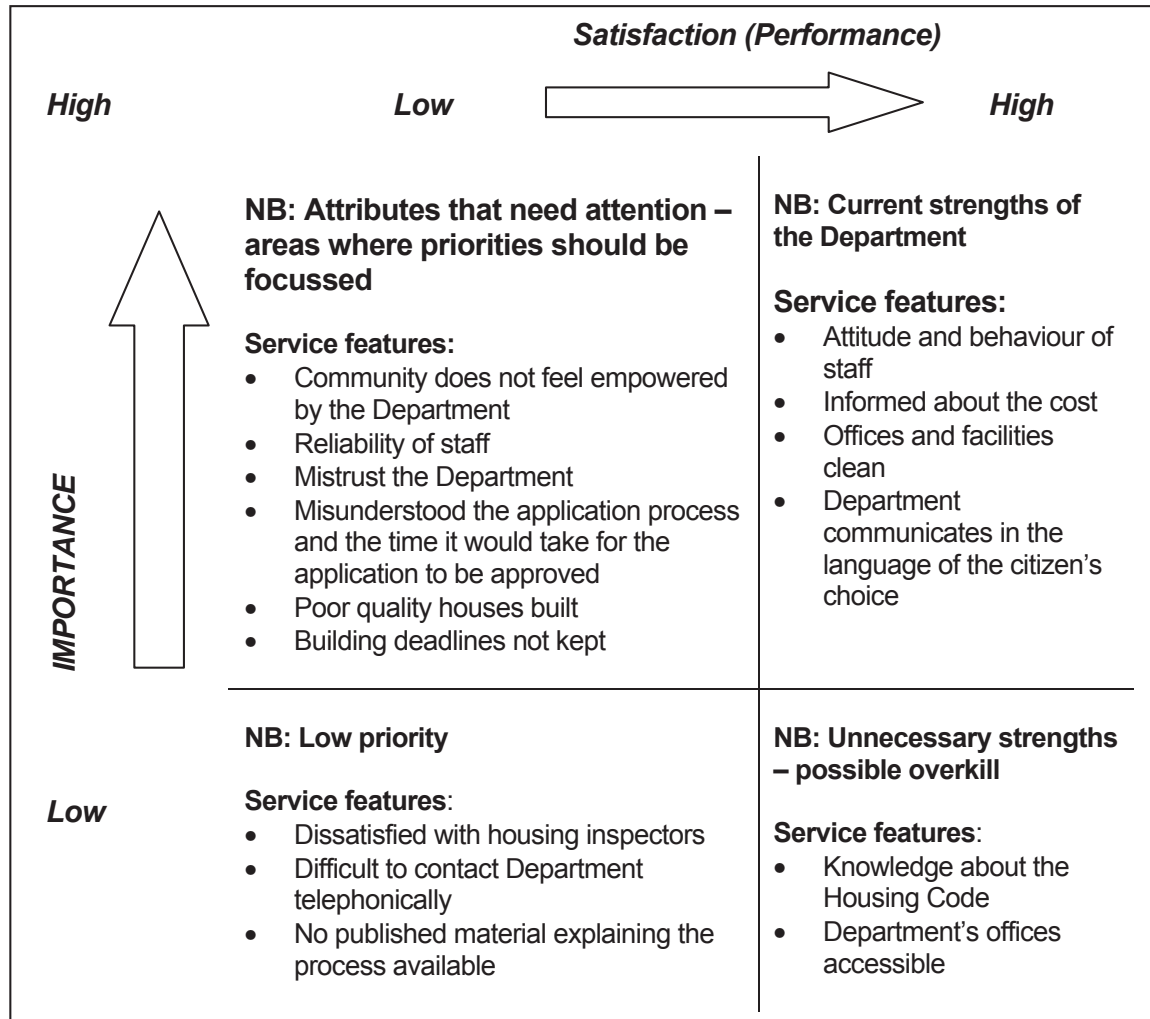 Satisfaction (Performance)
High
Low
High
NB: Attributes that need attention –
areas where priorities should be
focussed
Service features:
• Community does not feel empowered
by the Department
• Reliability of staff
• Mistrust the Department
• Misunderstood the application process
and the time it would take for the
application to be approved
• Poor quality houses built
• Building deadlines not kept
NB: Current strengths of
the Department
Service features:
• Attitude and behaviour of
staff
• Informed about the cost
• Offices and facilities
clean
• Department
communicates in the
language of the citizen’s
choice
IMPORTANCE
Low
NB: Low priority
Service features:
• Dissatisfied with housing inspectors
• Difficult to contact Department
telephonically
• No published material explaining the
process available
NB: Unnecessary strengths
– possible overkill
Service features:
• Knowledge about the
Housing Code
• Department’s offices
accessible